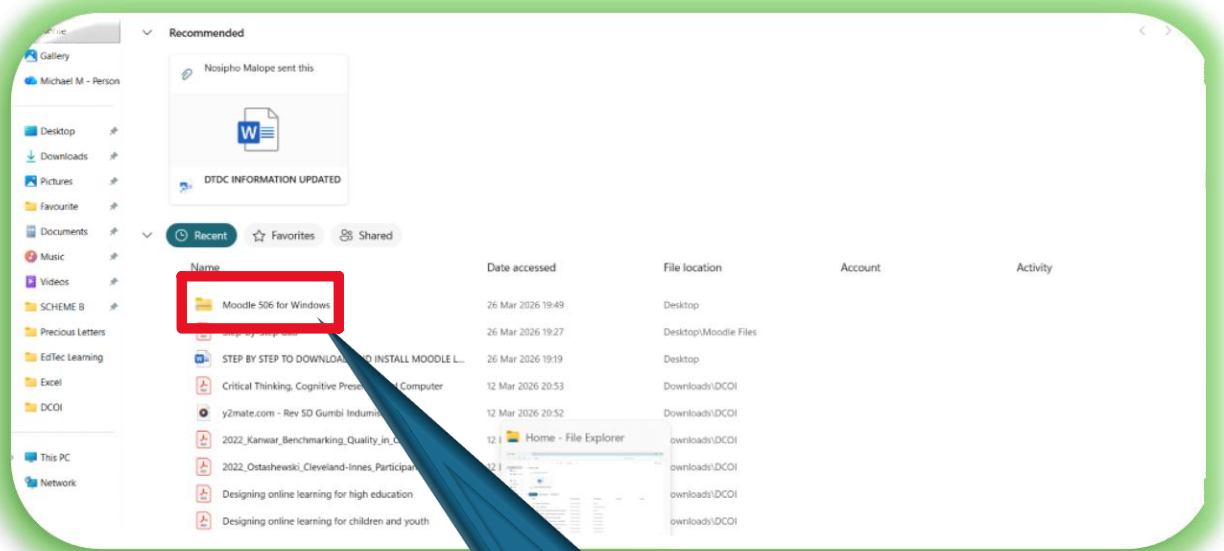 Recommended
Gallery
Nosipho Malope sent this
Michael M - Person
Desktop
Downloads
DTDC INFORMATION UPDATED
Pictures
Favourite
Documents
Recent Favorites Shared
Music
Name Date accessed File location Account Activity
Videos
Moodle 506 for Windows 26 Mar 2026 19:49 Desktop
SCHEME B
26 Mar 2026 19:27 Desktop\Moodle Files
Precious Letters
STEP BY STEP TO DOWNLOAD AND INSTALL MOODLE L... 26 Mar 2026 19:19 Desktop
EdTec Learning
Critical Thinking, Cognitive Computer 12 Mar 2026 20:53 Downloads\DCOI
Excel
y2mate.com - Rev SD Gumbi 12 Mar 2026 20:52 Downloads\DCOI
DCOI
2022_Kanwar_Benchmarking_Quality_in_ ownloads\DCOI
Home - File Explorer
This PC
2022_Ostashewski_Cleveland-Innes_Participan ownloads\DCOI
Network
Designing online learning for high education ownloads\DCOI
Designing online learning for children and youth ownloads\DCOI